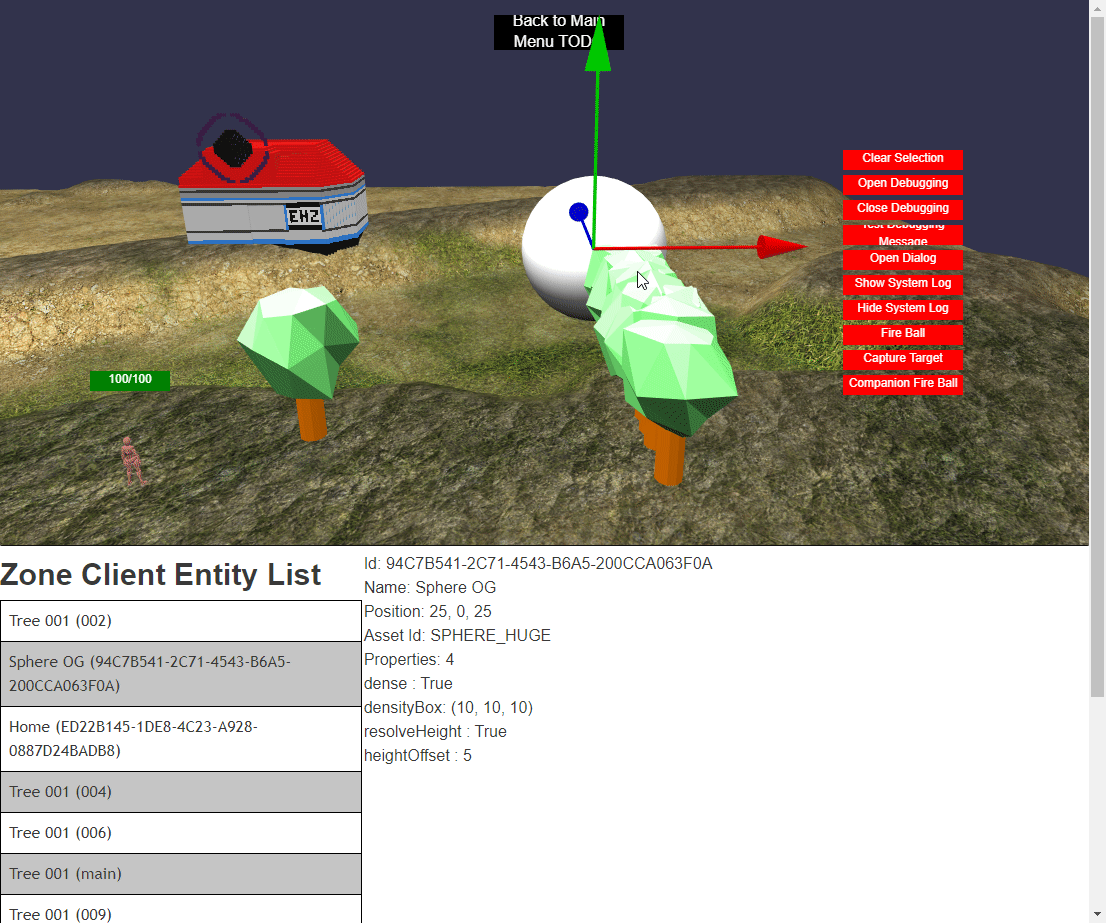 Back to Main
Menu TOD
EHZ
Clear Selection
Open Debugging
Close Debugging
Test Debugging
Message
Open Dialog
Show System Log
Hide System Log
Fire Ball
Capture Target
Companion Fire Ball
100/100
Zone Client Entity List
Tree 001 (002)
Sphere OG (94C7B541-2C71-4543-B6A5-
200CCA063F0A)
Home (ED22B145-1DE8-4C23-A928-
0887D24BADB8)
Tree 001 (004)
Tree 001 (006)
Tree 001 (main)
Tree 001 (009)
Id: 94C7B541-2C71-4543-B6A5-200CCA063F0A
Name: Sphere OG
Position: 25, 0, 25
Asset Id: SPHERE_HUGE
Properties: 4
dense : True
densityBox: (10, 10, 10)
resolveHeight : True
heightOffset : 5